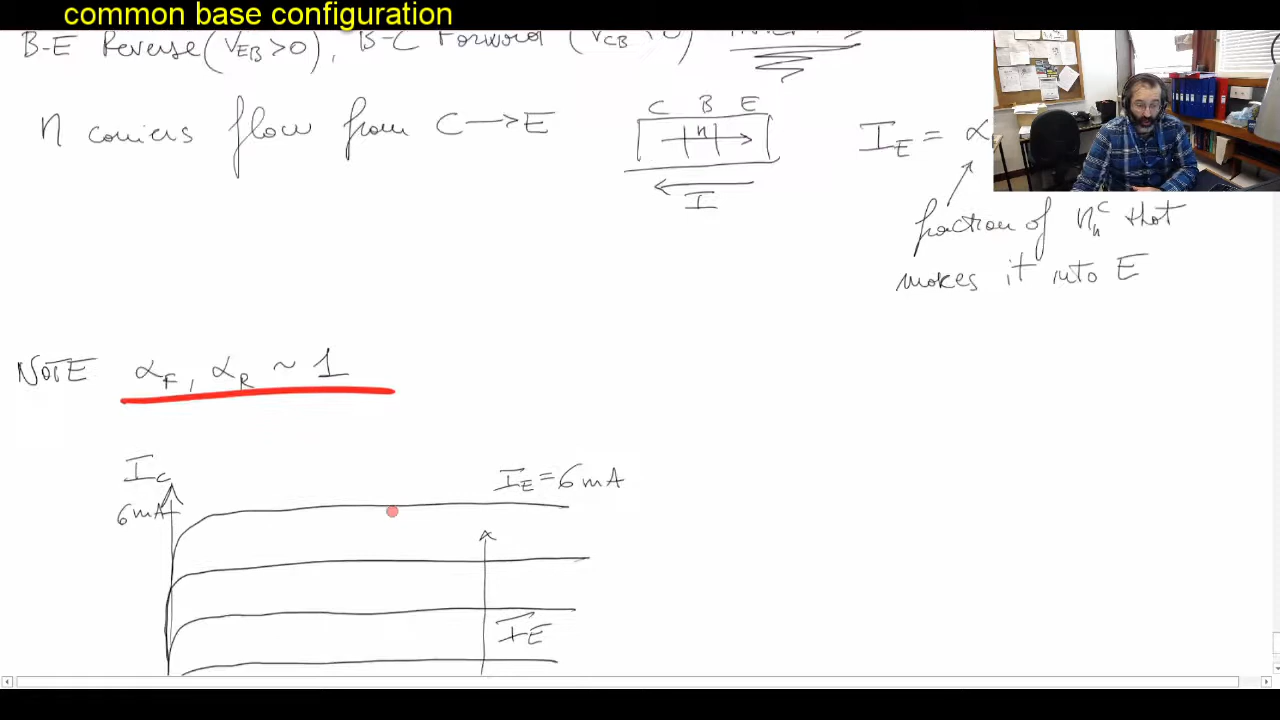 common base configuration
B-E Reverse (V_EB>0), B-C Forward (V_CB<0)
n carriers flow from C→E
C B E
n
I
I_E = α
fraction of n_n^C that
makes it into E
NOTE α_F, α_R ~ 1
I_C
6mA
I_E = 6mA
I_E